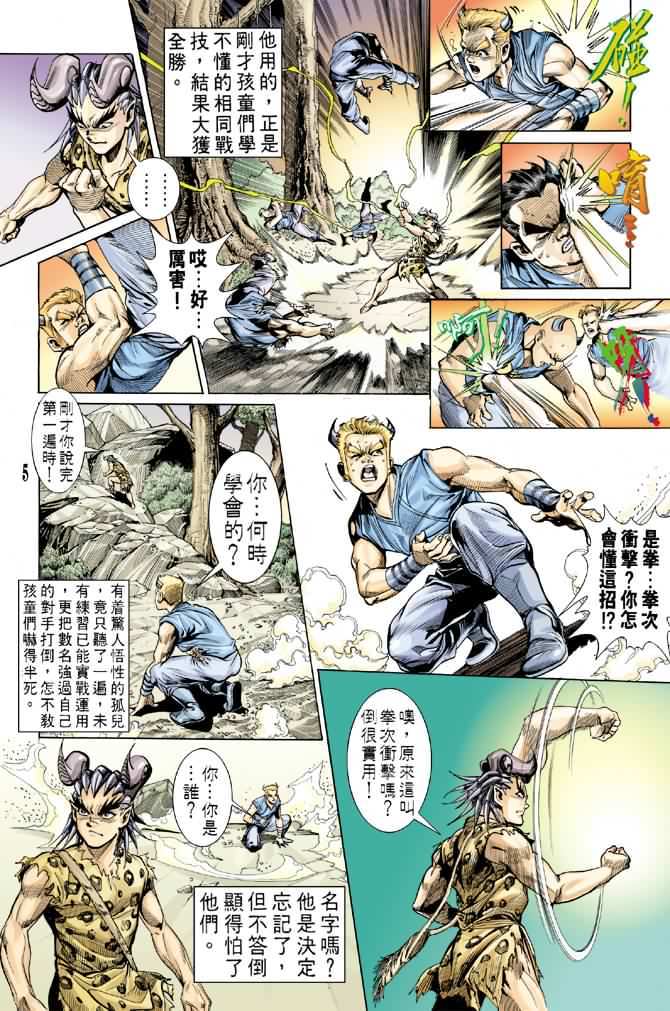 碰!
唷!
啊!
他用的，正是
剛才孩童們學
不懂的相同戰
技，結果大獲
全勝。
……
……
哎…好…
厲害！
是拳…拳次
衝擊？你怎
會懂這招!?
你…何時
學會的？
剛才你說完
第一遍時！
5
有着驚人悟性的孤兒
，竟只聽了一遍，未
有練習已能實戰運用
，更把數名強過自己
的對手打倒，怎不教
孩童們嚇得半死。
噢，原來這叫
拳次衝擊嗎？
倒很實用！
你…你是
…誰？
名字嗎？
他是決定
忘記了，
但不答倒
顯得怕了
他們。